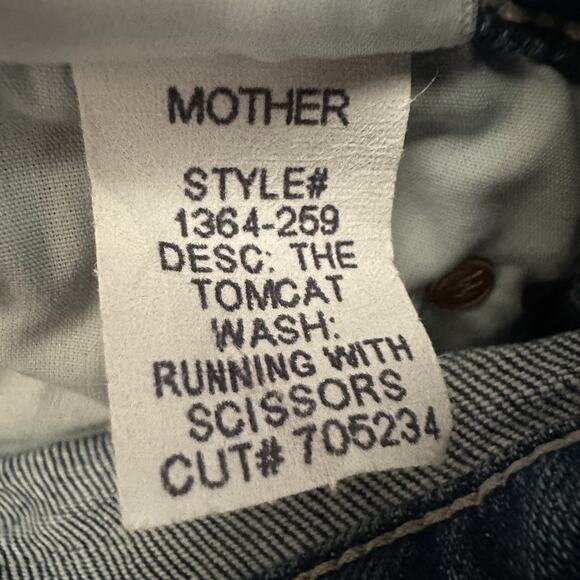 MOTHER
STYLE#
1364-259
DESC: THE
TOMCAT
WASH:
RUNNING WITH
SCISSORS
CUT# 705234